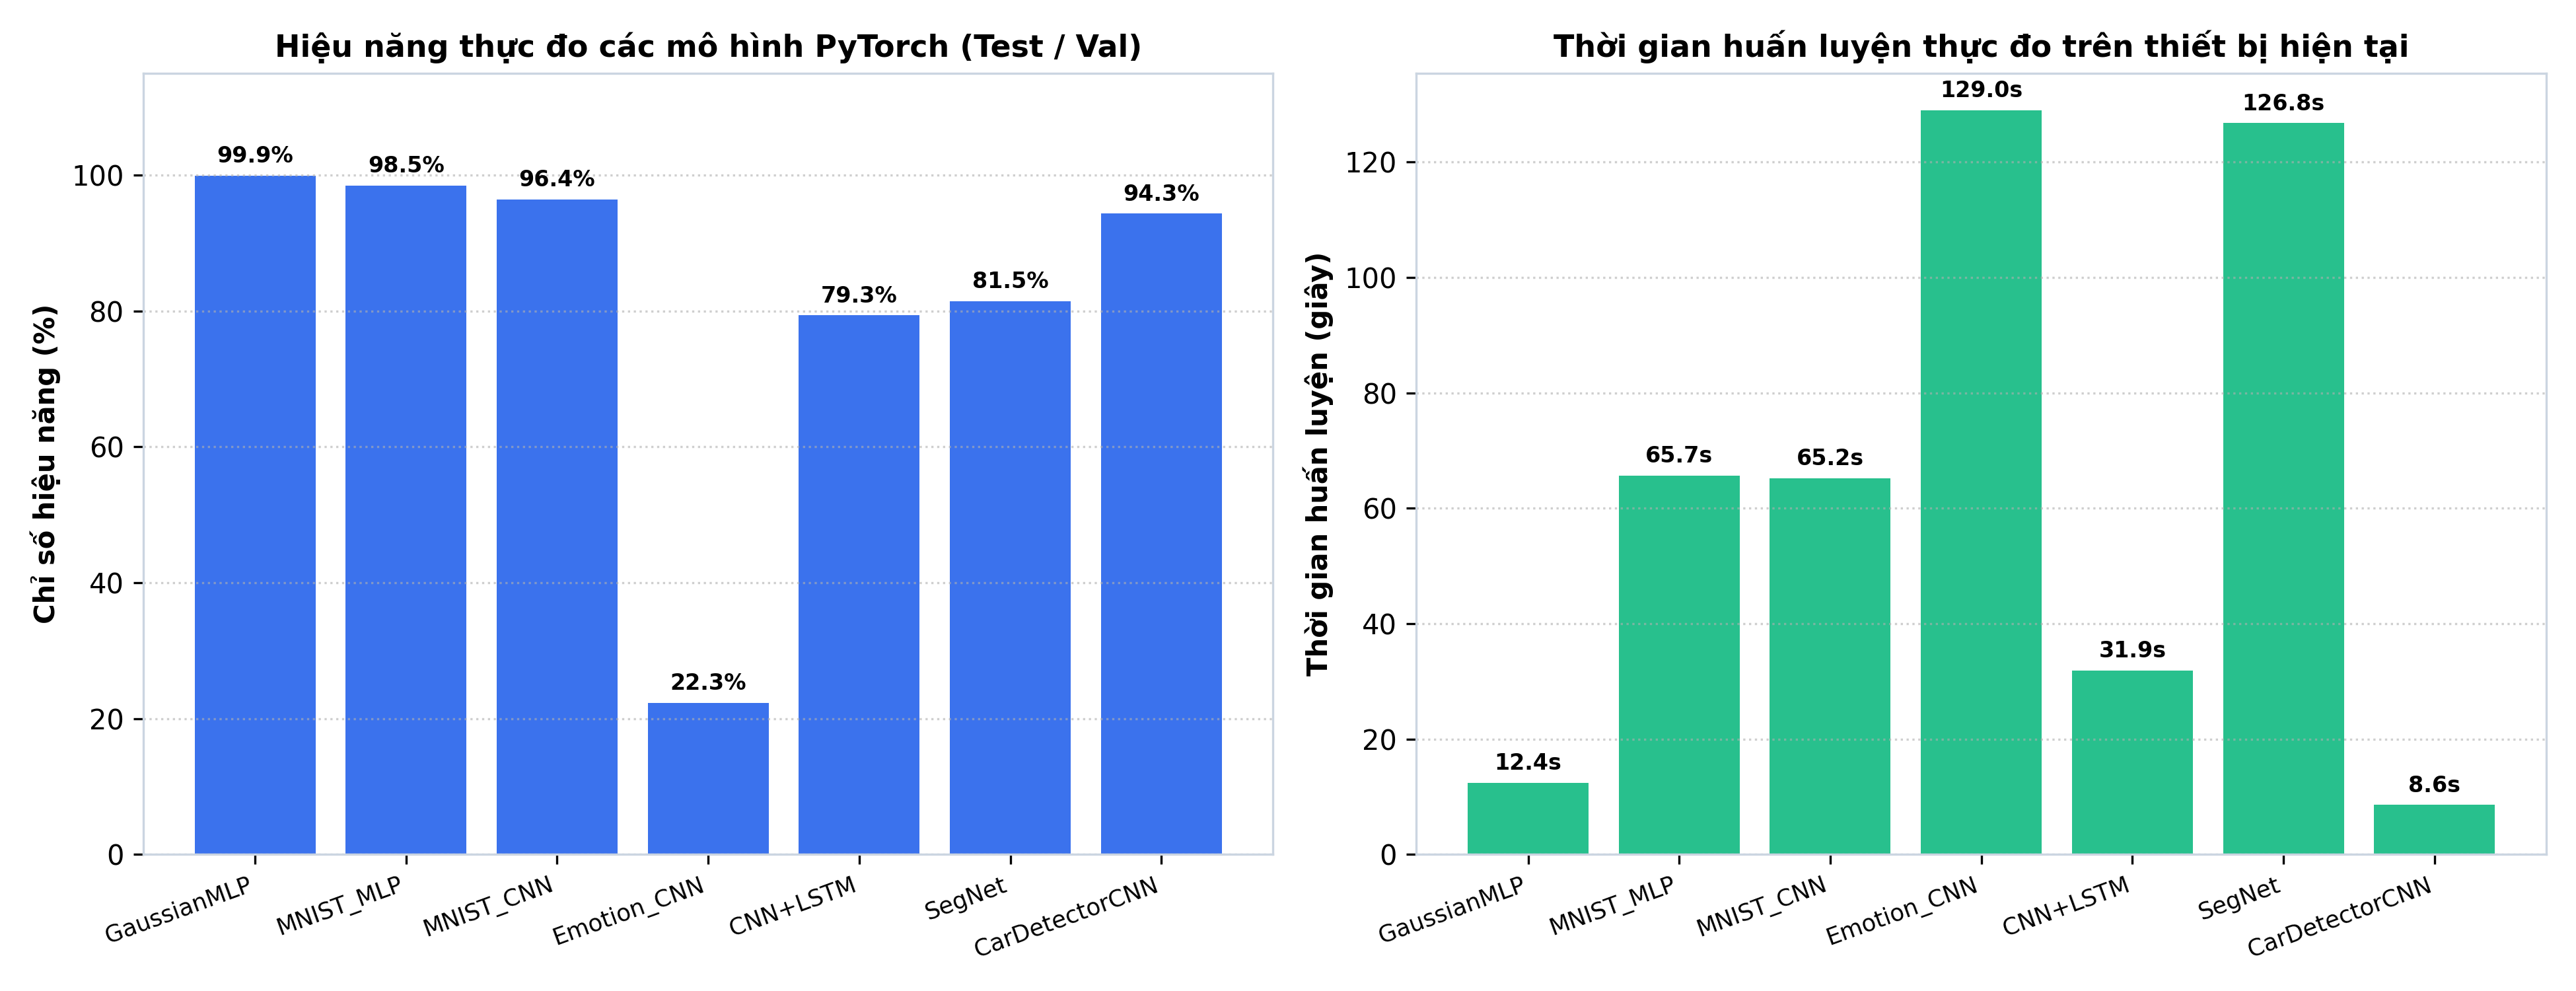 Hiệu năng thực đo các mô hình PyTorch (Test / Val)
Chỉ số hiệu năng (%)
100
80
60
40
20
0
99.9%
98.5%
96.4%
22.3%
79.3%
81.5%
94.3%
GaussianMLP
MNIST_MLP
MNIST_CNN
Emotion_CNN
CNN+LSTM
SegNet
CarDetectorCNN
Thời gian huấn luyện thực đo trên thiết bị hiện tại
Thời gian huấn luyện (giây)
120
100
80
60
40
20
0
12.4s
65.7s
65.2s
129.0s
31.9s
126.8s
8.6s
GaussianMLP
MNIST_MLP
MNIST_CNN
Emotion_CNN
CNN+LSTM
SegNet
CarDetectorCNN